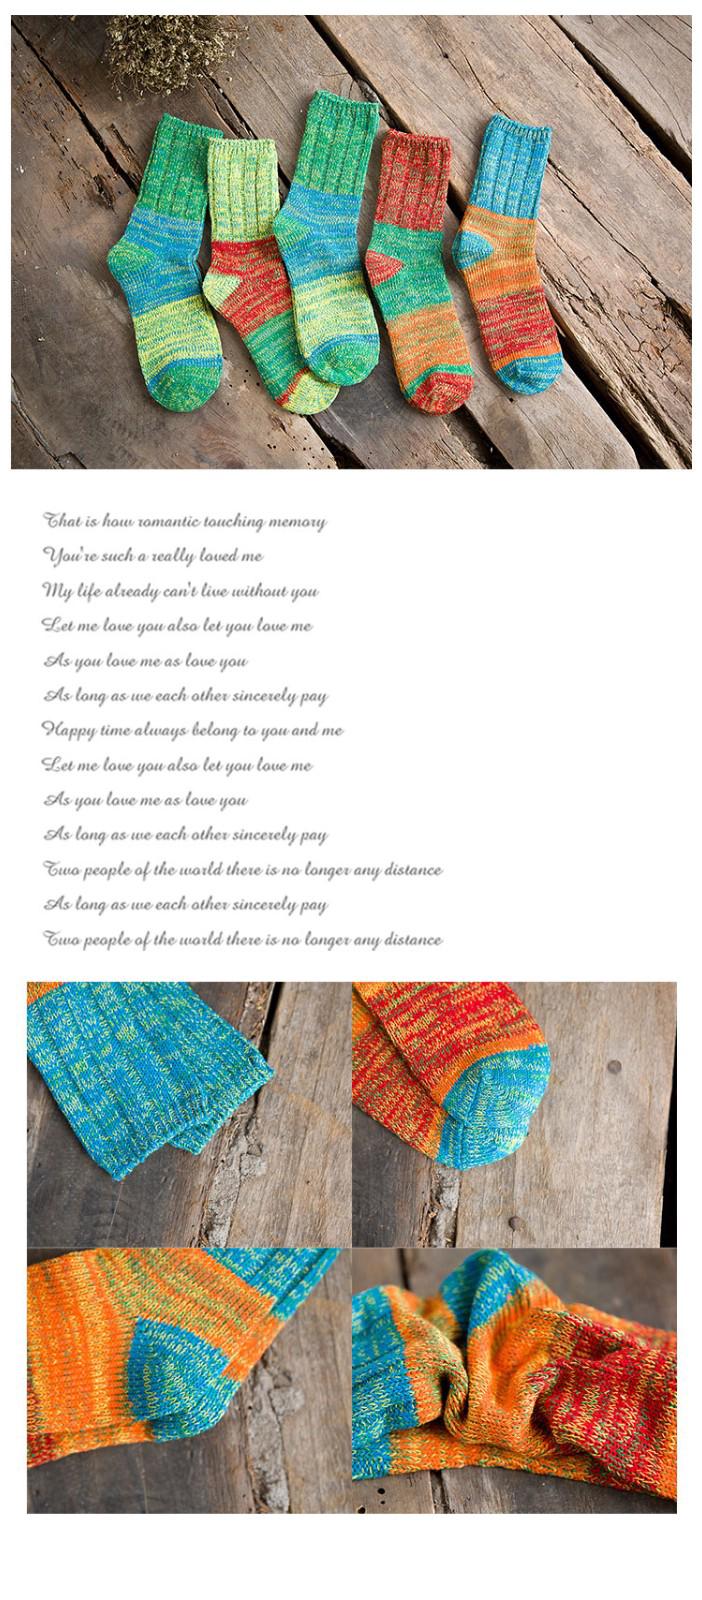 That is how romantic touching memory
You're such a really loved me
My life already can't live without you
Let me love you also let you love me
As you love me as love you
As long as we each other sincerely pay
Happy time always belong to you and me
Let me love you also let you love me
As you love me as love you
As long as we each other sincerely pay
Two people of the world there is no longer any distance
As long as we each other sincerely pay
Two people of the world there is no longer any distance